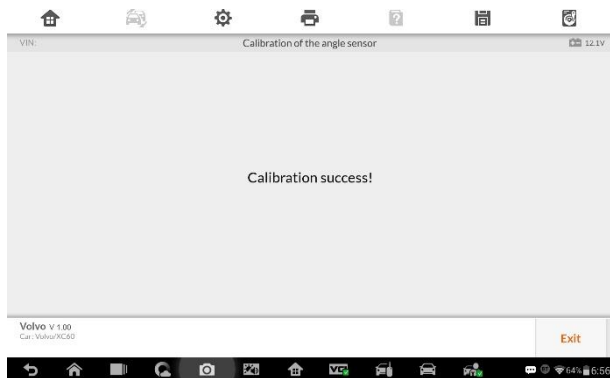 VIN:
Calibration of the angle sensor
12.1V
Calibration success!
Volvo V 1.00
Car: Volvo/XC60
Exit
64% 6:56